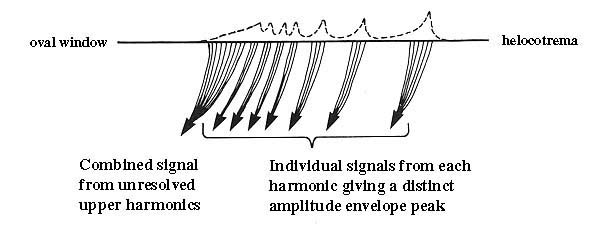 oval window
helocotrema
Combined signal
from unresolved
upper harmonics
Individual signals from each
harmonic giving a distinct
amplitude envelope peak